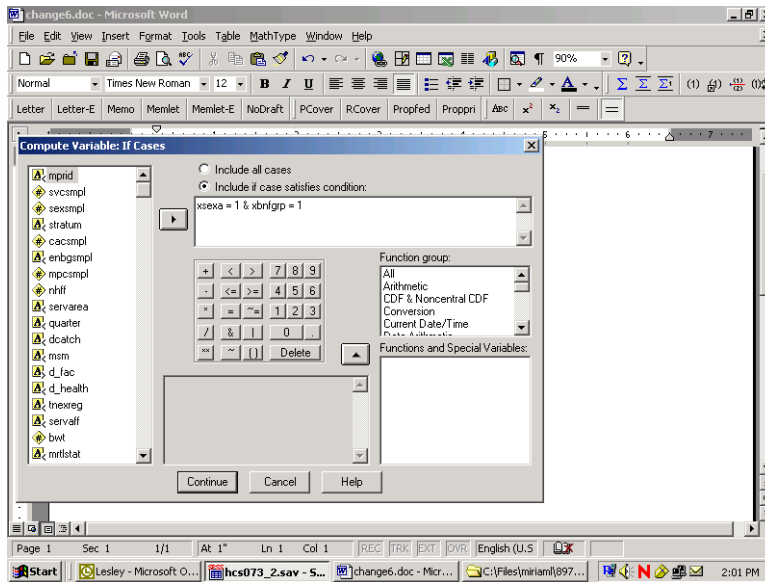 change6.doc - Microsoft Word
File Edit View Insert Format Tools Table MathType Window Help
90%
Normal Times New Roman 12 B I U
Letter Letter-E Memo Memlet Memlet-E NoDraft PCover RCover Propfed Proppri ABC x² x₂
Compute Variable: If Cases
mprid
svcsmpl
sexsmpl
stratum
cacsmpl
enbgsmpl
mpcsmpl
nhff
servarea
quarter
dcatch
msm
d_fac
d_health
tnexreg
servaff
bwt
mrtlstat
Include all cases
Include if case satisfies condition:
xsexa = 1 & xbnfgrp = 1
+ < > 7 8 9
- <= >= 4 5 6
* = ~= 1 2 3
/ & | 0 .
** ~ () Delete
Function group:
All
Arithmetic
CDF & Noncentral CDF
Conversion
Current Date/Time
Date Arithmetic
Functions and Special Variables:
Continue Cancel Help
Page 1 Sec 1 1/1 At 1" Ln 1 Col 1 REC TRK EXT OVR English (U.S
Start Lesley - Microsoft O... hcs073_2.sav - S... change6.doc - Micr... C:\Files\miriaml\897... 2:01 PM